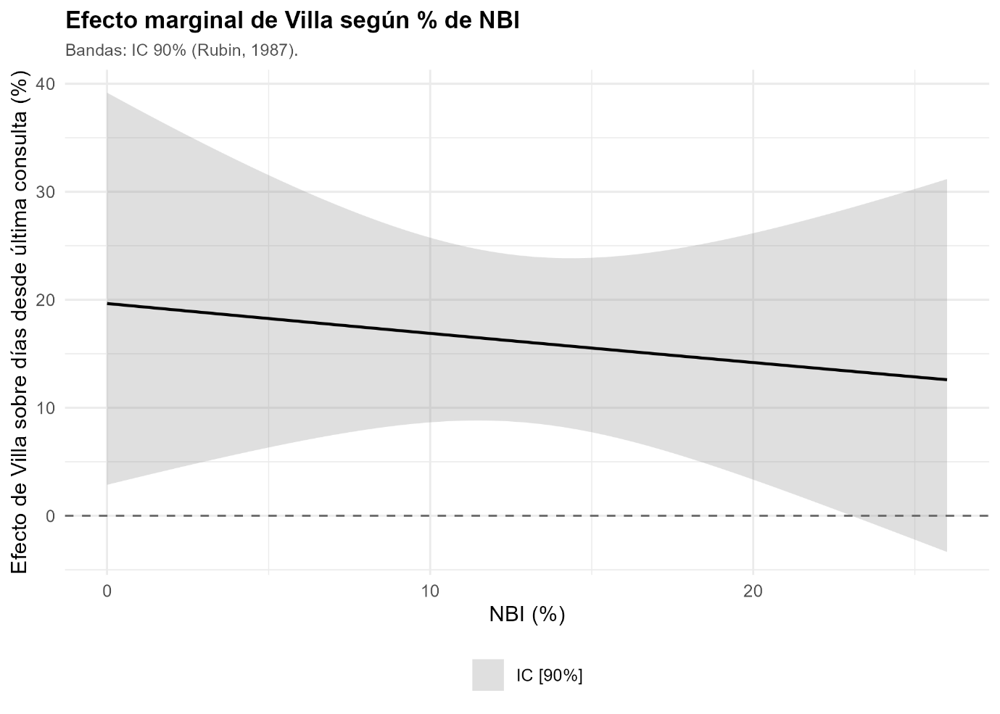 Efecto marginal de Villa según % de NBI
Bandas: IC 90% (Rubin, 1987).
Efecto de Villa sobre días desde última consulta (%)
40
30
20
10
0
0
10
20
NBI (%)
IC [90%]